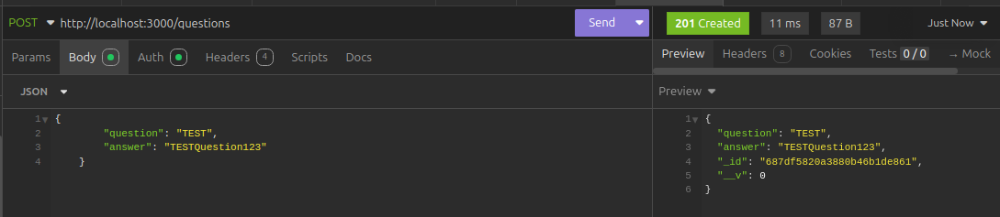 POST http://localhost:3000/questions Send 201 Created 11 ms 87 B Just Now
Params Body Auth Headers 4 Scripts Docs Preview Headers 8 Cookies Tests 0 / 0 → Mock
JSON Preview
1 {
2 "question": "TEST",
3 "answer": "TESTQuestion123"
4 }
1 {
2 "question": "TEST",
3 "answer": "TESTQuestion123",
4 "_id": "687df5820a3880b46b1de861",
5 "__v": 0
6 }